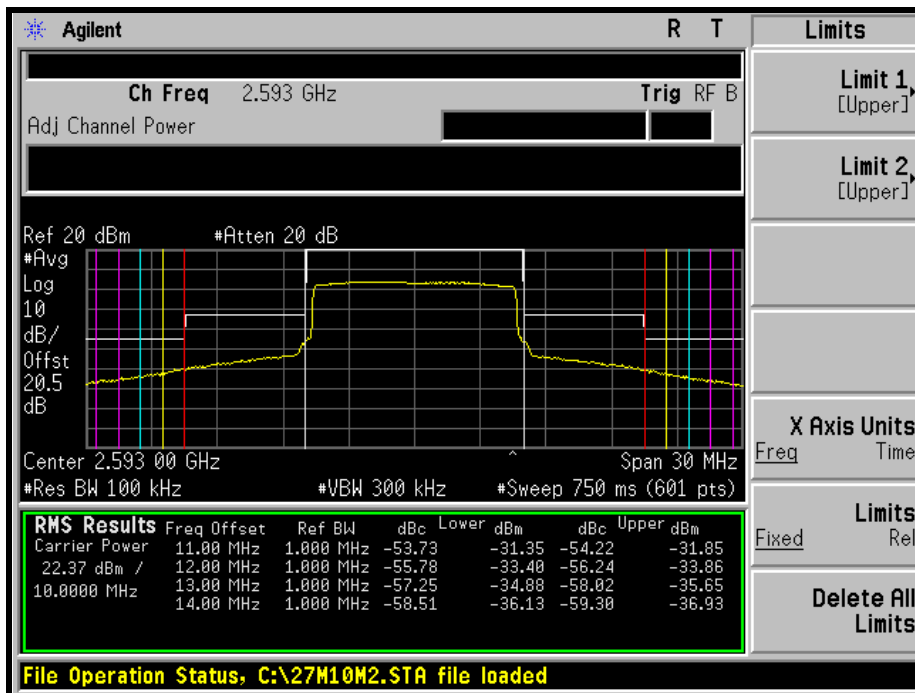 Agilent R T
Limits
Ch Freq 2.593 GHz Trig RF B
Adj Channel Power
Limit 1
[Upper]
Limit 2
[Upper]
Ref 20 dBm #Atten 20 dB
#Avg
Log
10
dB/
Offst
20.5
dB
Center 2.593 00 GHz Span 30 MHz
#Res BW 100 kHz #VBW 300 kHz #Sweep 750 ms (601 pts)
X Axis Units
Freq Time
Limits
Fixed Rel
Delete All
Limits
RMS Results Freq Offset Ref BW dBc Lower dBm dBc Upper dBm
Carrier Power 11.00 MHz 1.000 MHz -53.73 -31.35 -54.22 -31.85
22.37 dBm / 12.00 MHz 1.000 MHz -55.78 -33.40 -56.24 -33.86
10.0000 MHz 13.00 MHz 1.000 MHz -57.25 -34.88 -58.02 -35.65
14.00 MHz 1.000 MHz -58.51 -36.13 -59.30 -36.93
File Operation Status, C:\27M10M2.STA file loaded